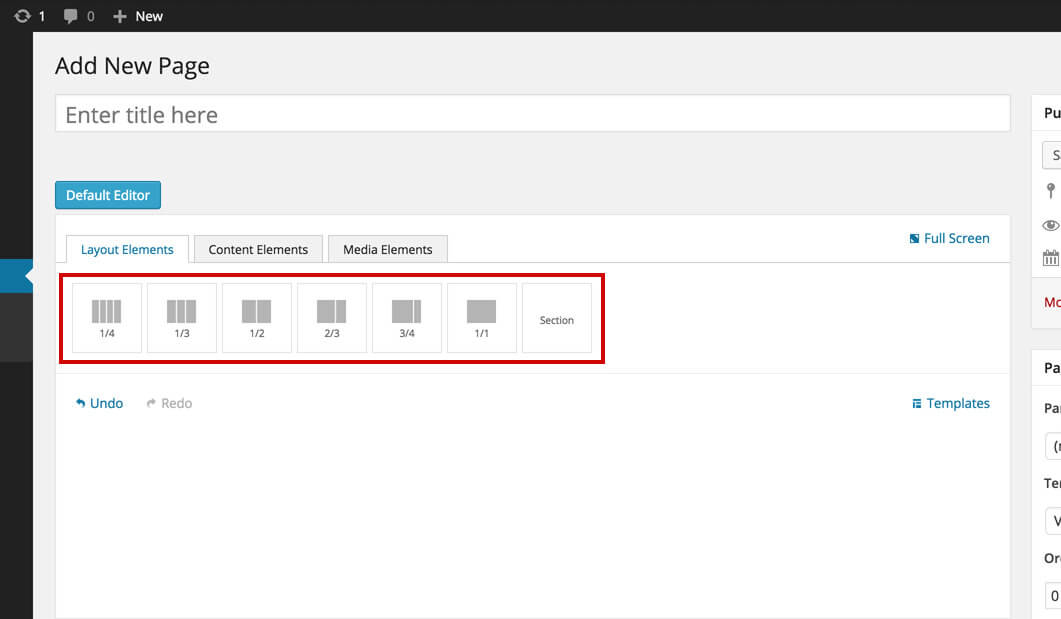 1 0 New
Add New Page
Enter title here
Default Editor
Layout Elements Content Elements Media Elements Full Screen
1/4 1/3 1/2 2/3 3/4 1/1 Section
Undo Redo Templates
Pu
S
Mo
Pa
Par
(n
Te
V
Or
0